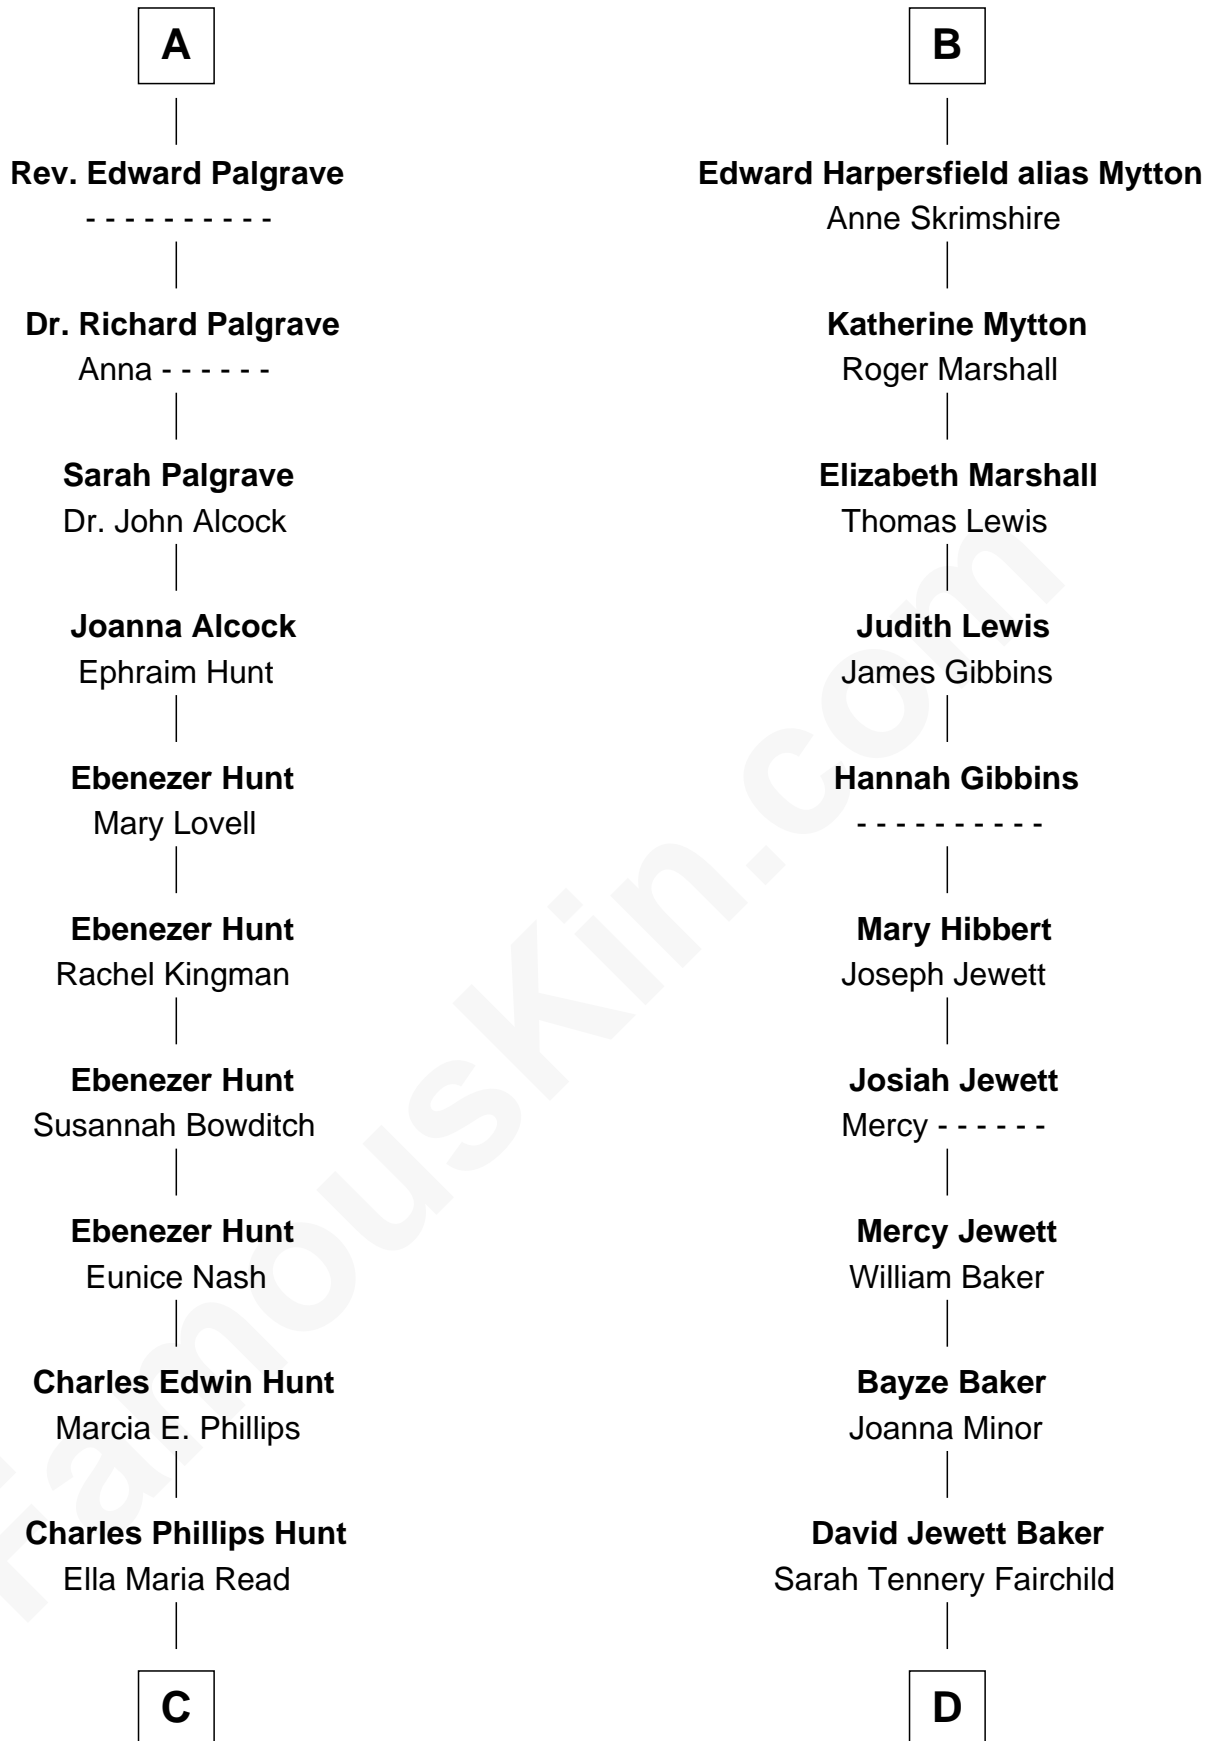 A
Rev. Edward Palgrave
- - - - - - - - - -
Dr. Richard Palgrave
Anna - - - - - -
Sarah Palgrave
Dr. John Alcock
Joanna Alcock
Ephraim Hunt
Ebenezer Hunt
Mary Lovell
Ebenezer Hunt
Rachel Kingman
Ebenezer Hunt
Susannah Bowditch
Ebenezer Hunt
Eunice Nash
Charles Edwin Hunt
Marcia E. Phillips
Charles Phillips Hunt
Ella Maria Read
C
B
Edward Harpersfield alias Mytton
Anne Skrimshire
Katherine Mytton
Roger Marshall
Elizabeth Marshall
Thomas Lewis
Judith Lewis
James Gibbins
Hannah Gibbins
- - - - - - - - - -
Mary Hibbert
Joseph Jewett
Josiah Jewett
Mercy - - - - - -
Mercy Jewett
William Baker
Bayze Baker
Joanna Minor
David Jewett Baker
Sarah Tennery Fairchild
D
FamousKin.com